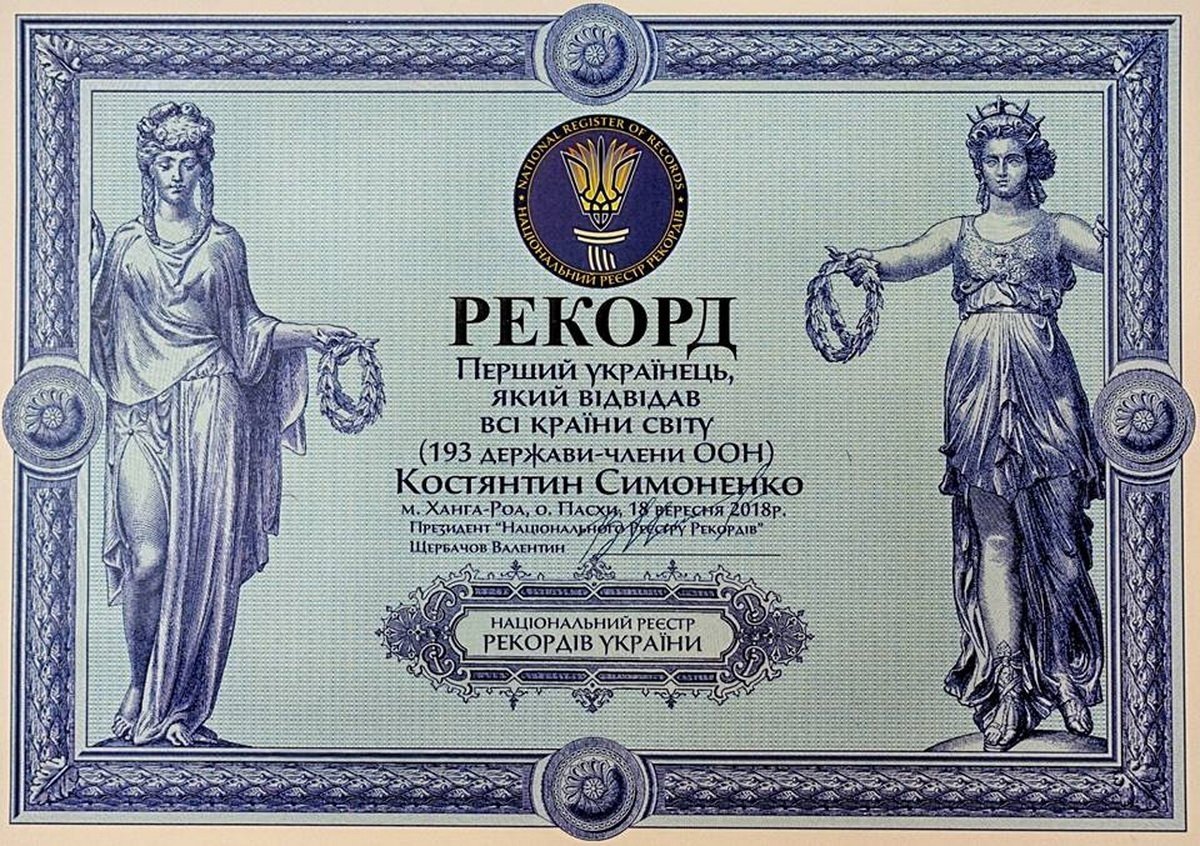 NATIONAL REGISTER OF RECORDS
НАЦІОНАЛЬНИЙ РЕЄСТР РЕКОРДІВ
РЕКОРД
Перший українець,
який відвідав
всі країни світу
(193 держави-члени ООН)
Костянтин Симоненко
м. Ханга-Роа, о. Пасхи, 18 вересня 2018р.
Президент "Національного Реєстру Рекордів"
Щербачов Валентин
НАЦІОНАЛЬНИЙ РЕЄСТР
РЕКОРДІВ УКРАЇНИ